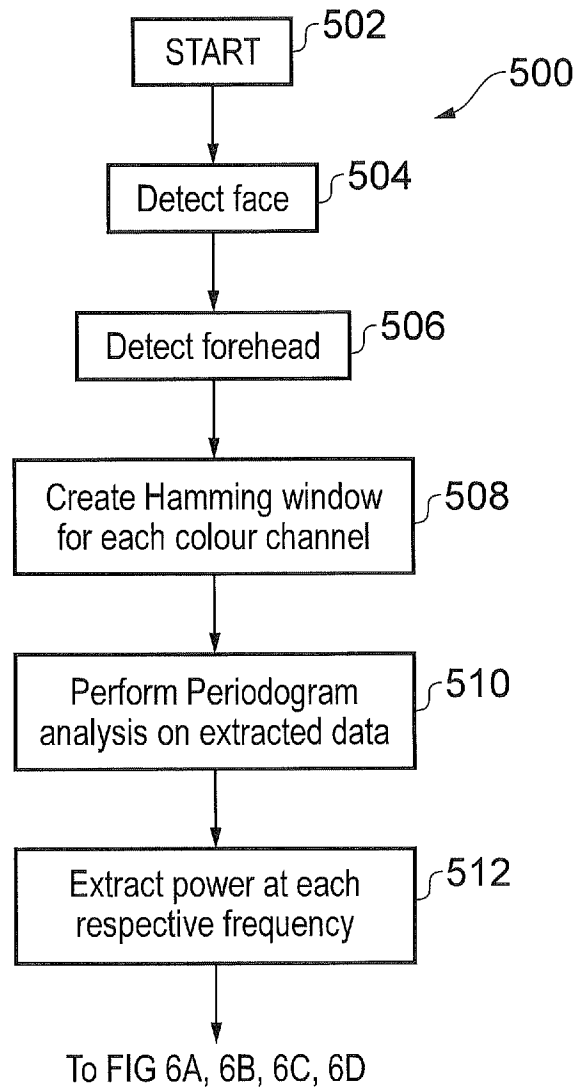 START
502
500
Detect face
504
Detect forehead
506
Create Hamming window
for each colour channel
508
Perform Periodogram
analysis on extracted data
510
Extract power at each
respective frequency
512
To FIG 6A, 6B, 6C, 6D